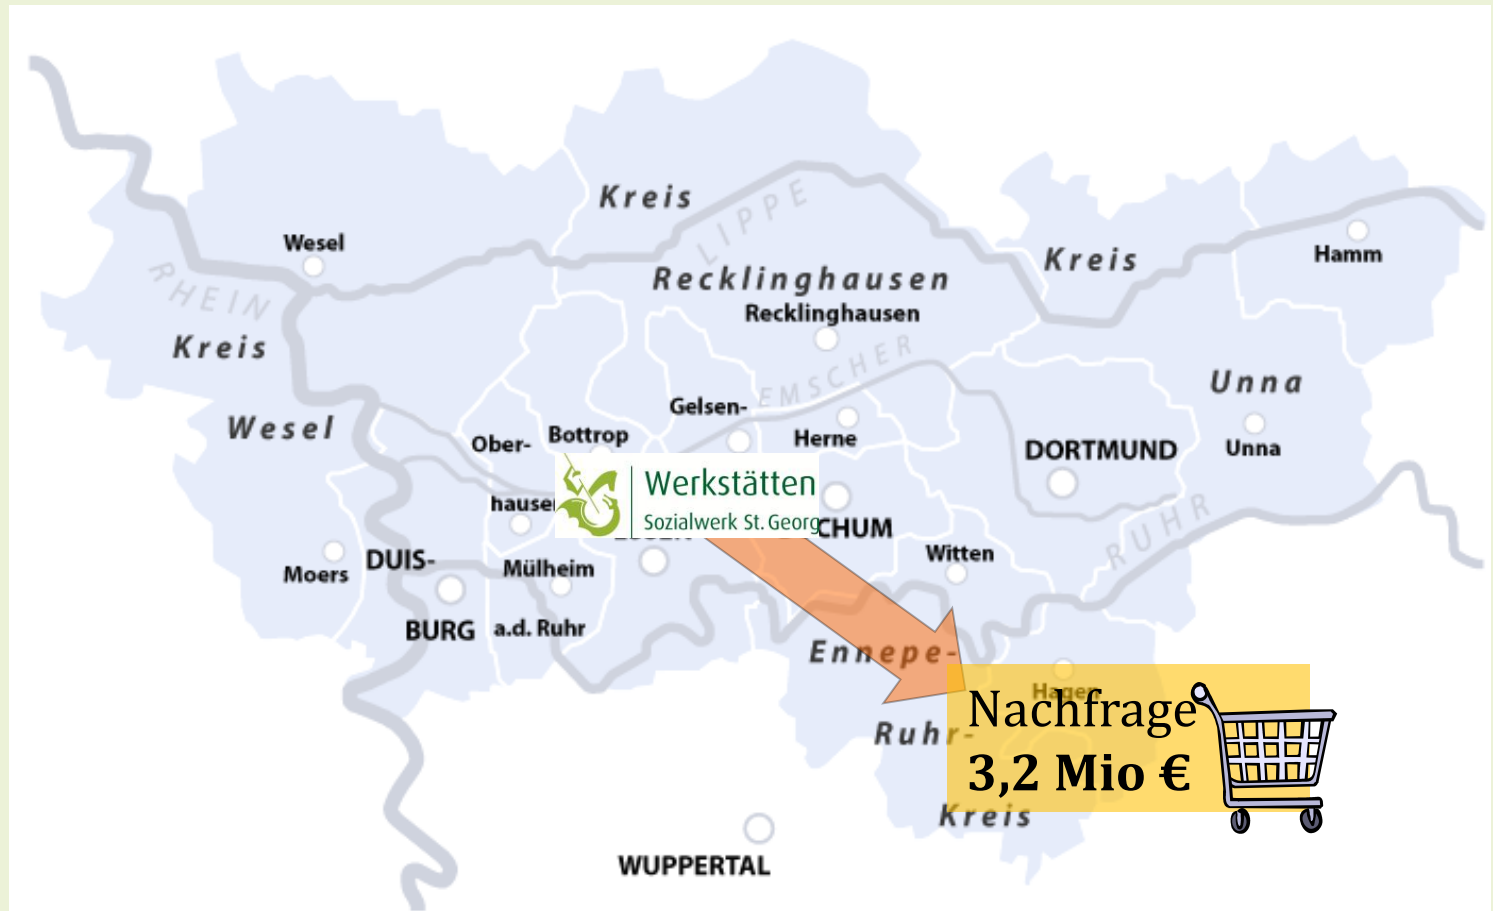 Kreis
LIPPE
Wesel
Kreis
Hamm
RHEIN
Recklinghausen
Recklinghausen
Kreis
EMSCHER
Unna
Gelsen-
Wesel
Ober-
Bottrop
Herne
DORTMUND
Unna
Werkstätten
Sozialwerk St. Georg
CHUM
RUHR
Witten
Moers
DUIS-
BURG
Mülheim
a.d. Ruhr
Ennepe-
Hagen
Nachfrage
Ruhr-
3,2 Mio €
Kreis
WUPPERTAL